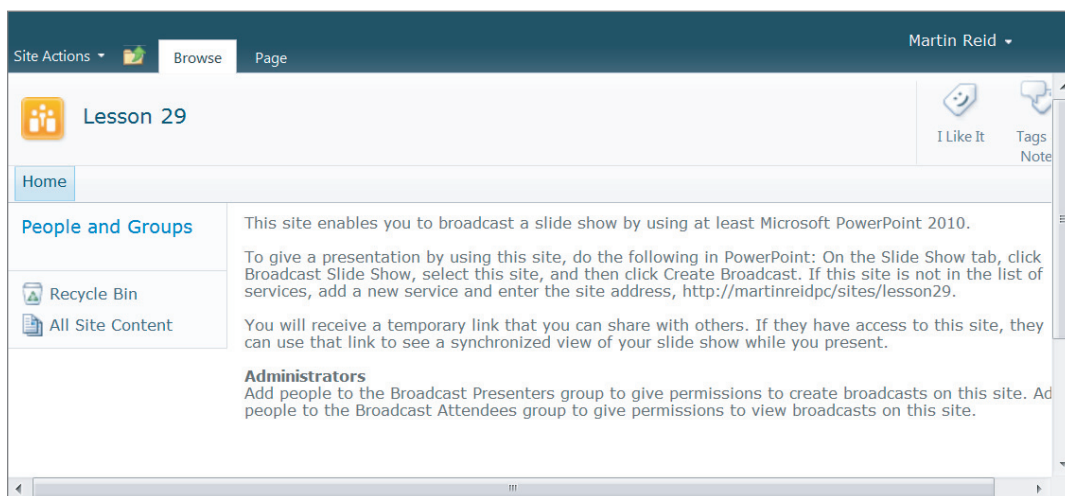 Martin Reid
Site Actions
Browse
Page
Lesson 29
I Like It
Tags
Note
Home
People and Groups
Recycle Bin
All Site Content
This site enables you to broadcast a slide show by using at least Microsoft PowerPoint 2010.
To give a presentation by using this site, do the following in PowerPoint: On the Slide Show tab, click
Broadcast Slide Show, select this site, and then click Create Broadcast. If this site is not in the list of
services, add a new service and enter the site address, http://martinreidpc/sites/lesson29.
You will receive a temporary link that you can share with others. If they have access to this site, they
can use that link to see a synchronized view of your slide show while you present.
Administrators
Add people to the Broadcast Presenters group to give permissions to create broadcasts on this site. Ad
people to the Broadcast Attendees group to give permissions to view broadcasts on this site.